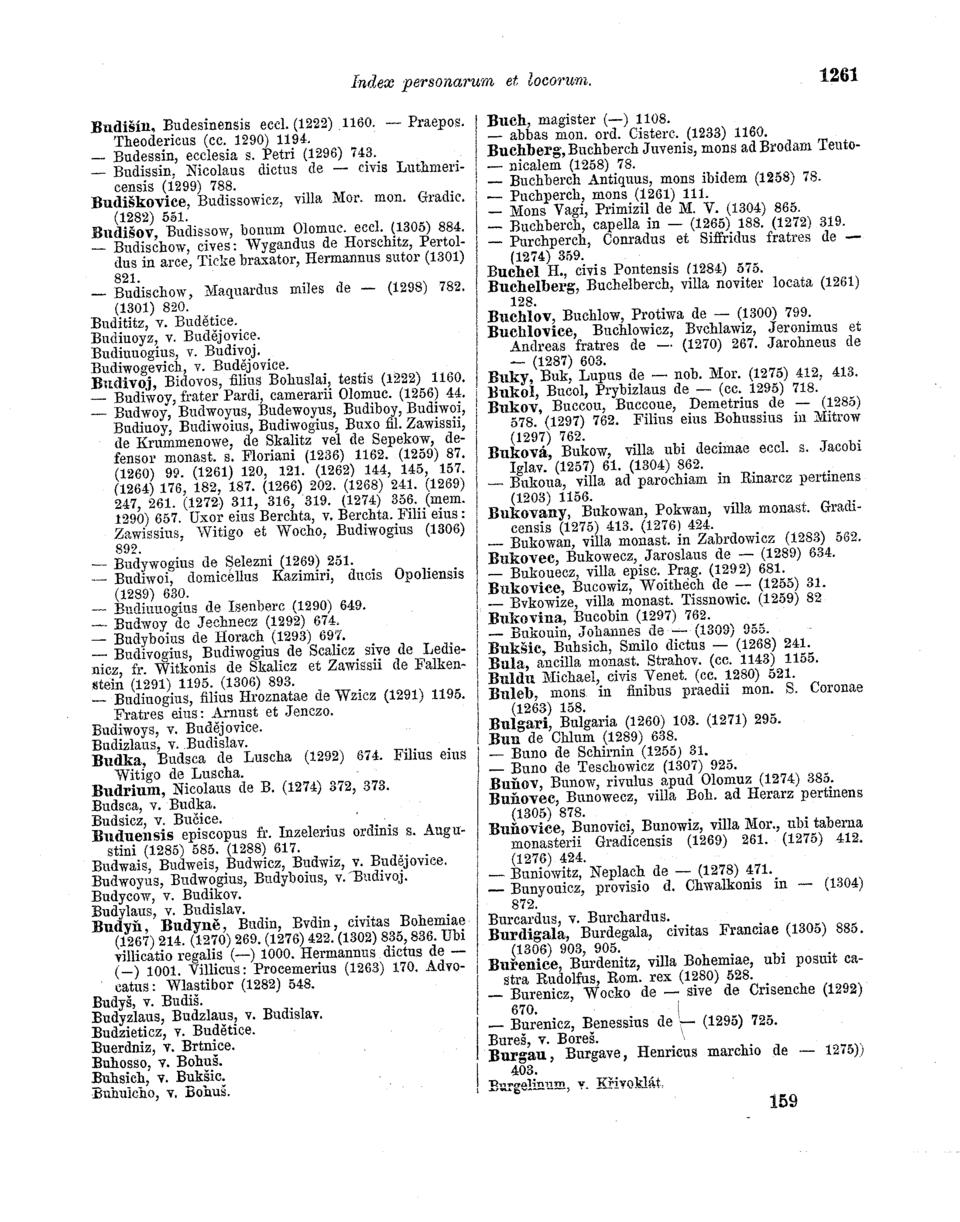 Index personarum et locorum.
1261
Budišín, Budesinensis eccl. (1222) 1160. — Praepos.
Theodericus (cc. 1290) 1194.
— Budessin, ecclesia s. Petri (1296) 743.
— Budissin, Nicolaus dictus de — civis Luthmeri-
censis (1299) 788.
Budiškovice, Budissowicz, villa Mor. mon. Gradic.
(1282) 551.
Budišov, Budissow, bonum Olomuc. eccl. (1305) 884.
— Budischow, cives: Wygandus de Horschitz, Pertol-
dus in arce, Ticke braxator, Hermannus sutor (1301)
821.
— Budischow, Maquardus miles de — (1298) 782.
(1301) 820.
Budititz, v. Budětice.
Budiuoyz, v. Budějovice.
Budiuuogius, v. Budivoj.
Budiwogevich, v. Budějovice.
Budivoj, Bidovos, filius Bohuslai, testis (1222) 1160.
— Budiwoy, frater Pardi, camerarii Olomuc. (1256) 44.
— Budwoy, Budwoyus, Budewoyus, Budiboy, Budiwoi,
Budiuoy, Budiwoius, Budiwogius, Buxo fil. Zawissii,
de Krummenowe, de Skalitz vel de Sepekow, de-
fensor monast. s. Floriani (1236) 1162. (1259) 87.
(1260) 99. (1261) 120, 121. (1262) 144, 145, 157.
(1264) 176, 182, 187. (1266) 202. (1268) 241. (1269)
247, 261. (1272) 311, 316, 319. (1274) 356. (mem.
1290) 657. Uxor eius Berchta, v. Berchta. Filii eius:
Zawissius, Witigo et Wocho, Budiwogius (1306)
892.
— Budywogius de Selezni (1269) 251.
— Budiwoi, domicellus Kazimiri, ducis Opoliensis
(1289) 630.
— Budiuuogius de Isenberc (1290) 649.
— Budwoy de Jechnecz (1292) 674.
— Budyboius de Horach (1293) 697.
— Budivogius, Budiwogius de Scalicz sive de Ledie-
nicz, fr. Witkonis de Skalicz et Zawissii de Falken-
stein (1291) 1195. (1306) 893.
— Budiuogius, filius Hroznatae de Wzicz (1291) 1195.
Fratres eius: Arnust et Jenczo.
Budiwoys, v. Budějovice.
Budizlaus, v. Budislav.
Budka, Budsca de Luscha (1292) 674. Filius eius
Witigo de Luscha.
Budrium, Nicolaus de B. (1274) 372, 373.
Budsca, v. Budka.
Budsicz, v. Bučice.
Buduensis episcopus fr. Inzelerius ordinis s. Augu-
stini (1285) 585. (1288) 617.
Budwais, Budweis, Budwicz, Budwiz, v. Budějovice.
Budwoyus, Budwogius, Budyboius, v. Budivoj.
Budycow, v. Budikov.
Budylaus, v. Budislav.
Budyň, Budyně, Budin, Bvdin, civitas Bohemiae
(1267) 214. (1270) 269. (1276) 422. (1302) 835, 836. Ubi
villicatio regalis (—) 1000. Hermannus dictus de —
(—) 1001. Villicus: Procemerius (1263) 170. Advo-
catus: Wlastibor (1282) 548.
Budyš, v. Budiš.
Budyzlaus, Budzlaus, v. Budislav.
Budzieticz, v. Budětice.
Buerdniz, v. Brtnice.
Buhosso, v. Bohuš.
Buhsich, v. Bukšic.
Buhulcho, v. Bohuš.
Buch, magister (—) 1108.
— abbas mon. ord. Cisterc. (1233) 1160.
Buchberg, Buchberch Juvenis, mons ad Brodam Teuto-
— nicalem (1258) 78.
— Buchberch Antiquus, mons ibidem (1258) 78.
— Puchperch, mons (1261) 111.
— Mons Vagi, Primizil de M. V. (1304) 865.
— Buchberch, capella in — (1265) 188. (1272) 319.
— Purchperch, Conradus et Siffridus fratres de —
(1274) 359.
Buchel H., civis Pontensis (1284) 575.
Buchelberg, Buchelberch, villa noviter locata (1261)
128.
Buchlov, Buchlow, Protiwa de — (1300) 799.
Buchlovice, Buchlowicz, Bvchlawiz, Jeronimus et
Andreas fratres de — (1270) 267. Jarohneus de
— (1287) 603.
Buky, Buk, Lupus de — nob. Mor. (1275) 412, 413.
Bukol, Bucol, Prybizlaus de — (cc. 1295) 718.
Bukov, Buccou, Buccoue, Demetrius de — (1285)
578. (1297) 762. Filius eius Bohussius in Mitrow
(1297) 762.
Buková, Bukow, villa ubi decimae eccl. s. Jacobi
Iglav. (1257) 61. (1304) 862.
— Bukoua, villa ad parochiam in Rinarcz pertinens
(1203) 1156.
Bukovany, Bukowan, Pokwan, villa monast. Gradi-
censis (1275) 413. (1276) 424.
— Bukowan, villa monast. in Zabrdowicz (1283) 562.
Bukovec, Bukowecz, Jaroslaus de — (1289) 634.
— Bukouecz, villa episc. Prag. (1292) 681.
Bukovice, Bucowiz, Woithech de — (1255) 31.
— Bvkowize, villa monast. Tissnowic. (1259) 82
Bukovina, Bucobin (1297) 762.
— Bukouin, Johannes de — (1309) 955.
Bukšic, Buhsich, Smilo dictus — (1268) 241.
Bula, ancilla monast. Strahov. (cc. 1143) 1155.
Buldu Michael, civis Venet. (cc. 1280) 521.
Buleb, mons in finibus praedii mon. S. Coronae
(1263) 158.
Bulgari, Bulgaria (1260) 103. (1271) 295.
Bun de Chlum (1289) 638.
— Buno de Schirnin (1255) 31.
— Buno de Teschowicz (1307) 925.
Buňov, Bunow, rivulus apud Olomuz (1274) 385.
Buňovec, Bunowecz, villa Boh. ad Herarz pertinens
(1305) 878.
Buňovice, Bunovici, Bunowiz, villa Mor., ubi taberna
monasterii Gradicensis (1269) 261. (1275) 412.
(1276) 424.
— Buniowitz, Neplach de — (1278) 471.
— Bunyouicz, provisio d. Chwalkonis in — (1304)
872.
Burcardus, v. Burchardus.
Burdigala, Burdegala, civitas Franciae (1305) 885.
(1306) 903, 905.
Buřenice, Burdenitz, villa Bohemiae, ubi posuit ca-
stra Rudolfus, Rom. rex (1280) 528.
— Burenicz, Wocko de — sive de Crisenche (1292)
670.
— Burenicz, Benessius de — (1295) 725.
Bureš, v. Boreš.
Burgau, Burgave, Henricus marchio de — 1275))
403.
Burgelinum, v. Křivoklát.
159